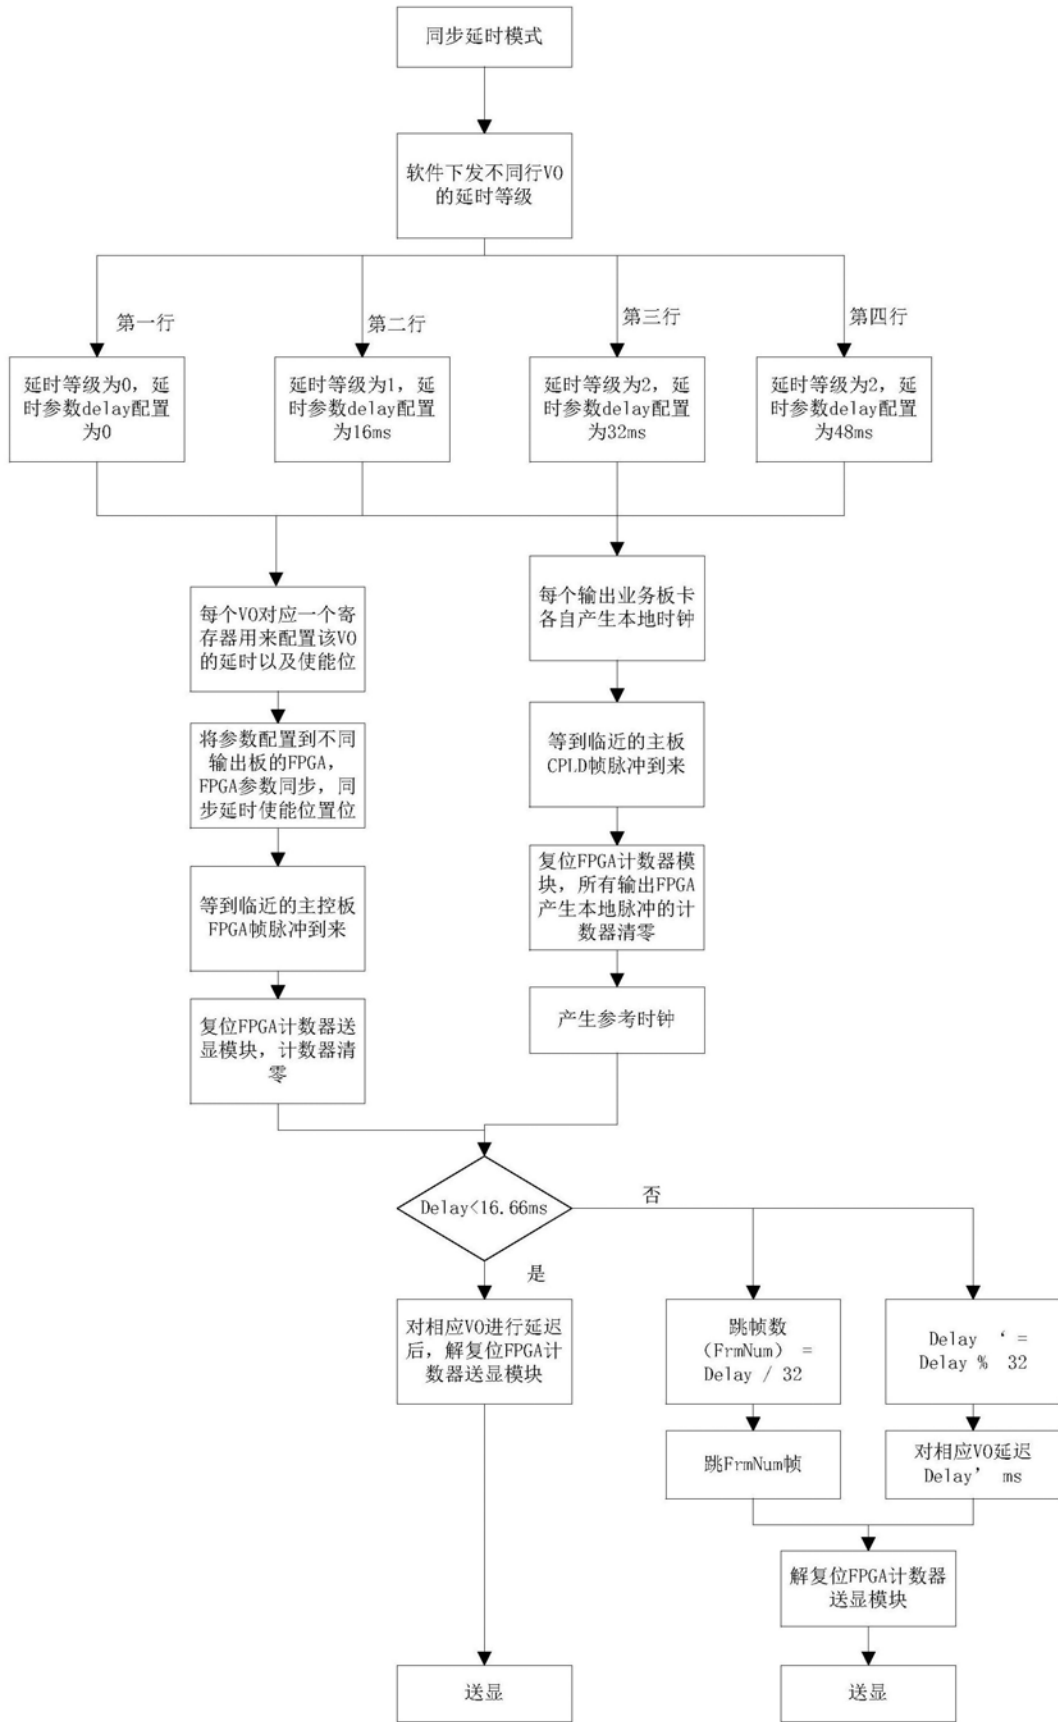 同步延时模式
软件下发不同行VO
的延时等级
第一行
第二行
第三行
第四行
延时等级为0，延
时参数delay配置
为0
延时等级为1，延
时参数delay配置
为16ms
延时等级为2，延
时参数delay配置
为32ms
延时等级为2，延
时参数delay配置
为48ms
每个VO对应一个寄
存器用来配置该VO
的延时以及使能位
将参数配置到不同
输出板的FPGA，
FPGA参数同步，同
步延时使能位置位
等到临近的主控板
FPGA帧脉冲到来
复位FPGA计数器送
显模块，计数器清
零
每个输出业务板卡
各自产生本地时钟
等到临近的主板
CPLD帧脉冲到来
复位FPGA计数器模
块，所有输出FPGA
产生本地脉冲的计
数器清零
产生参考时钟
Delay<16.66ms
否
是
对相应VO进行延迟
后，解复位FPGA计
数器送显模块
送显
跳帧数
（FrmNum） =
Delay / 32
跳FrmNum帧
Delay ‘ =
Delay % 32
对相应VO延迟
Delay’ ms
解复位FPGA计数器
送显模块
送显